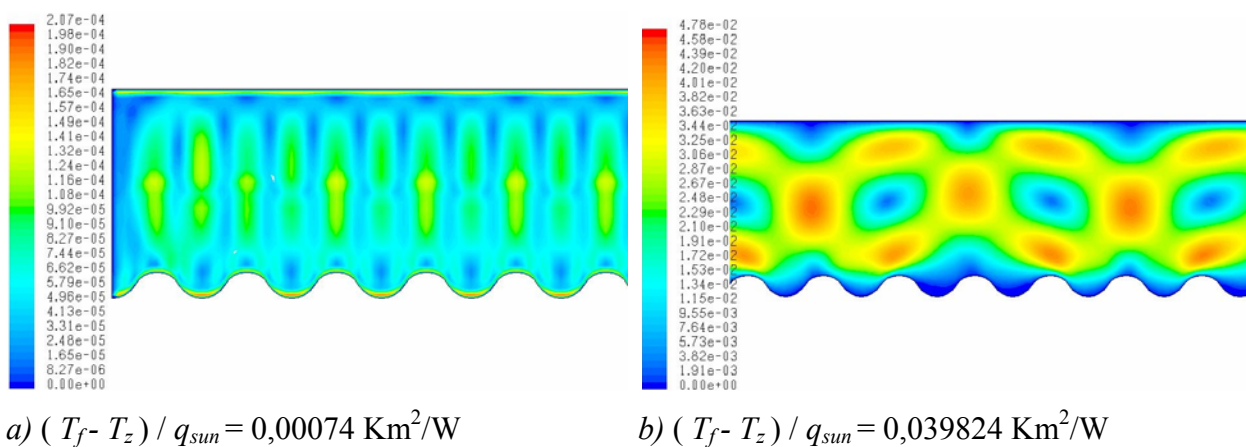 2.07e-04
1.98e-04
1.90e-04
1.82e-04
1.74e-04
1.65e-04
1.57e-04
1.49e-04
1.41e-04
1.32e-04
1.24e-04
1.16e-04
1.08e-04
9.92e-05
9.10e-05
8.27e-05
7.44e-05
6.62e-05
5.79e-05
4.96e-05
4.13e-05
3.31e-05
2.48e-05
1.65e-05
8.27e-06
0.00e+00
4.78e-02
4.58e-02
4.39e-02
4.20e-02
4.01e-02
3.82e-02
3.63e-02
3.44e-02
3.25e-02
3.06e-02
2.87e-02
2.67e-02
2.48e-02
2.29e-02
2.10e-02
1.91e-02
1.72e-02
1.53e-02
1.34e-02
1.15e-02
9.55e-03
7.64e-03
5.73e-03
3.82e-03
1.91e-03
0.00e+00
a) ( T_f - T_z ) / q_sun = 0,00074 Km²/W
b) ( T_f - T_z ) / q_sun = 0,039824 Km²/W